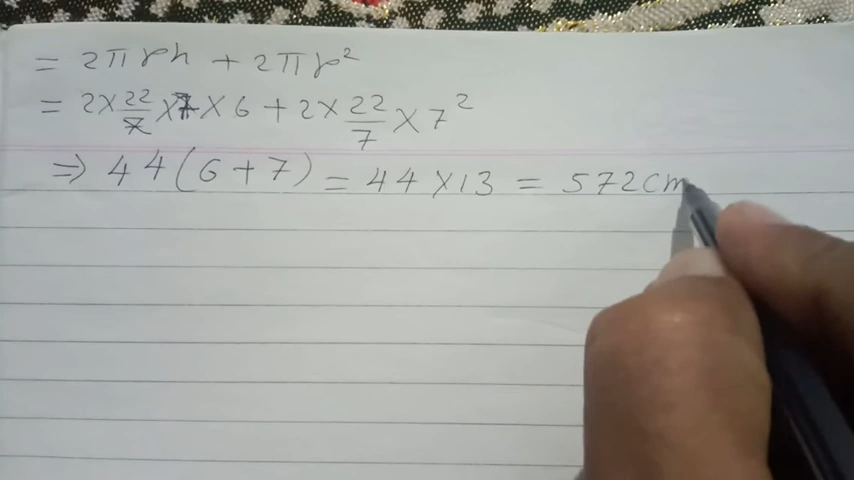 = 2πrh + 2πr²
= 2×22/7×7×6+2×22/7×7²
⇒ 44(6+7) = 44×13 = 572cm